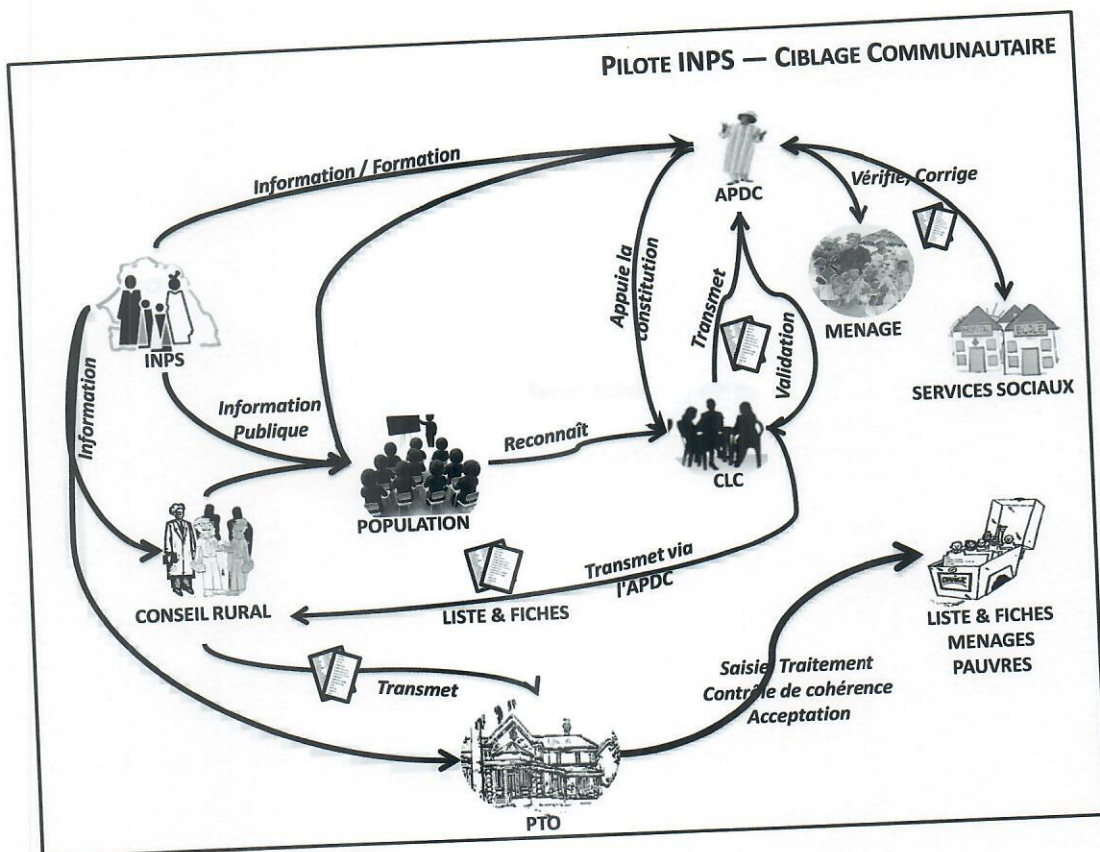 PILOTE INPS — CIBLAGE COMMUNAUTAIRE
Information / Formation
APDC
Vérifie, Corrige
Appuie la
constitution
Transmet
Validation
MENAGE
SERVICES SOCIAUX
ECOLE
INPS
Information
Information
Publique
Reconnaît
POPULATION
CLC
CONSEIL RURAL
LISTE & FICHES
Transmet via
l'APDC
LISTE & FICHES
MENAGES
PAUVRES
Transmet
Saisie, Traitement
Contrôle de cohérence
Acceptation
PTO